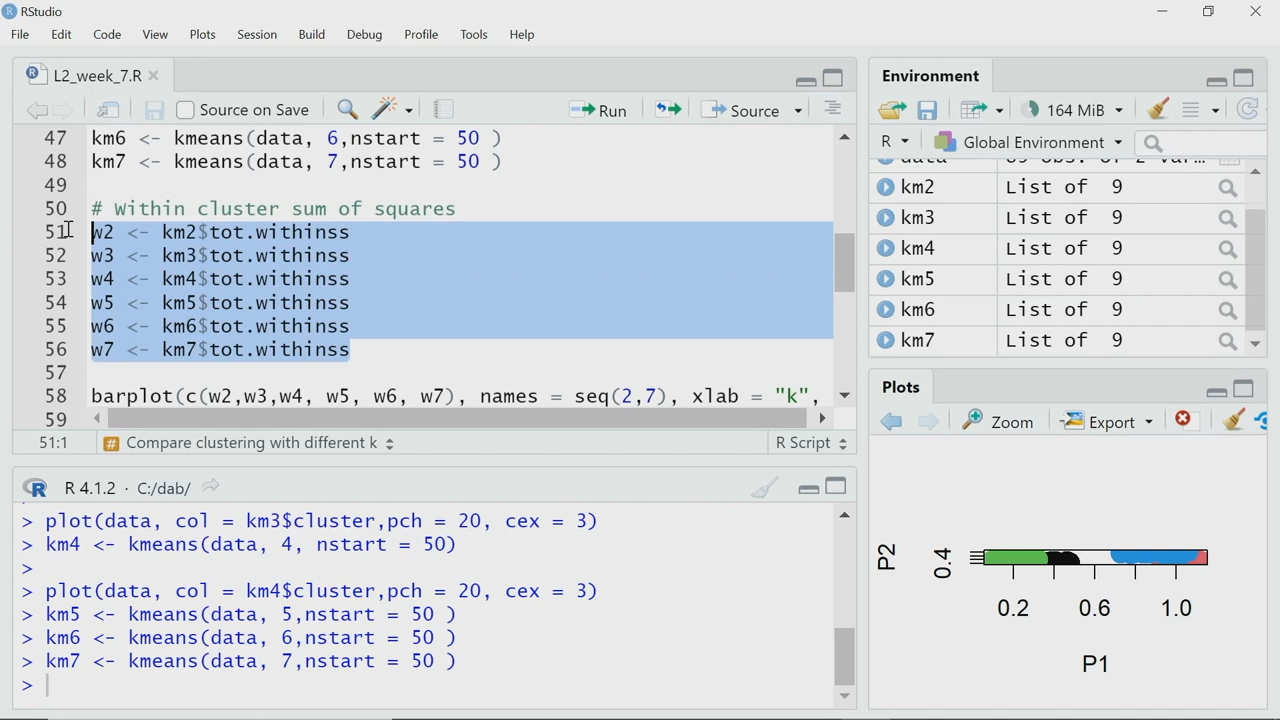 RStudio
File Edit Code View Plots Session Build Debug Profile Tools Help
L2_week_7.R
Source on Save Run Source
47 km6 <- kmeans(data, 6,nstart = 50 )
48 km7 <- kmeans(data, 7,nstart = 50 )
49
50 # Within cluster sum of squares
51 w2 <- km2$tot.withinss
52 w3 <- km3$tot.withinss
53 w4 <- km4$tot.withinss
54 w5 <- km5$tot.withinss
55 w6 <- km6$tot.withinss
56 w7 <- km7$tot.withinss
57
58 barplot(c(w2,w3,w4, w5, w6, w7), names = seq(2,7), xlab = "k",
59
51:1 Compare clustering with different k R Script
R 4.1.2 · C:/dab/
> plot(data, col = km3$cluster,pch = 20, cex = 3)
> km4 <- kmeans(data, 4, nstart = 50)
>
> plot(data, col = km4$cluster,pch = 20, cex = 3)
> km5 <- kmeans(data, 5,nstart = 50 )
> km6 <- kmeans(data, 6,nstart = 50 )
> km7 <- kmeans(data, 7,nstart = 50 )
>
Environment
164 MiB
R Global Environment
km2 List of 9
km3 List of 9
km4 List of 9
km5 List of 9
km6 List of 9
km7 List of 9
Plots
Zoom Export
P2
0.4
0.2 0.6 1.0
P1